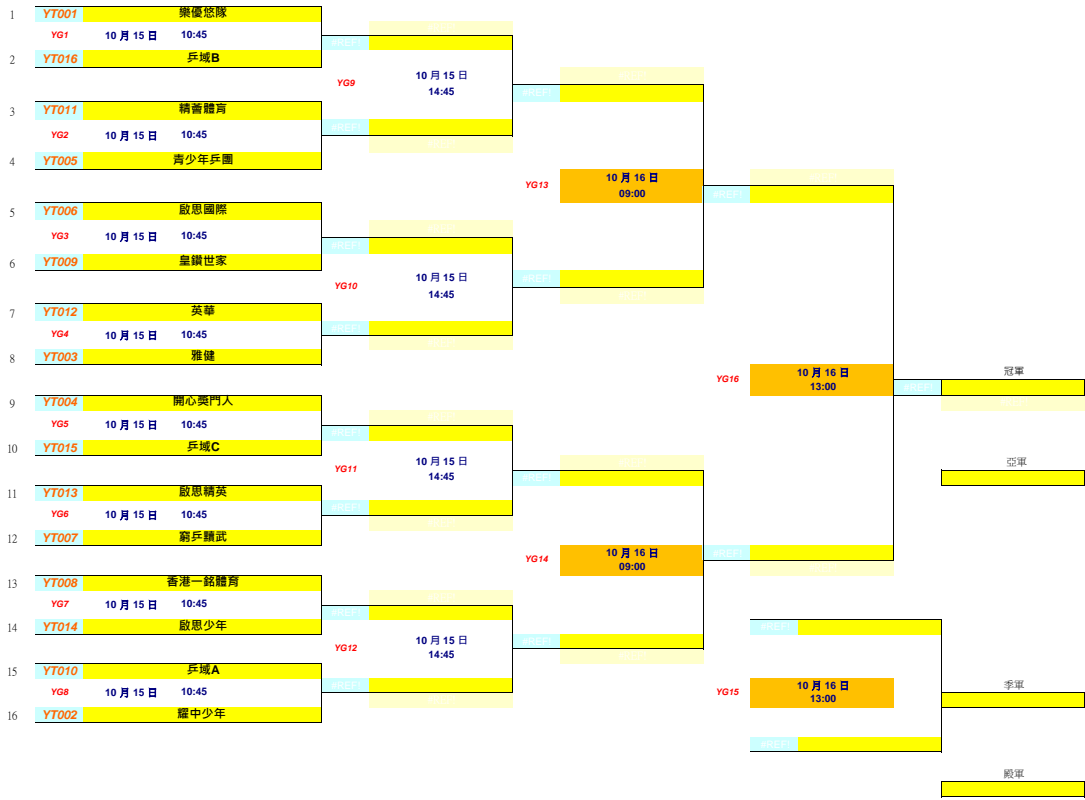 1 YT001 樂優悠隊
YG1 10 月 15 日 10:45
2 YT016 乒域B
YG9 10 月 15 日
14:45
3 YT011 精薈體育
YG2 10 月 15 日 10:45
4 YT005 青少年乒團
YG13 10 月 16 日
09:00
5 YT006 啟思國際
YG3 10 月 15 日 10:45
6 YT009 皇鑽世家
YG10 10 月 15 日
14:45
7 YT012 英華
YG4 10 月 15 日 10:45
8 YT003 雅健
YG16 10 月 16 日
13:00
冠軍
9 YT004 開心獎門人
YG5 10 月 15 日 10:45
10 YT015 乒域C
YG11 10 月 15 日
14:45
亞軍
11 YT013 啟思精英
YG6 10 月 15 日 10:45
12 YT007 窮乒黷武
YG14 10 月 16 日
09:00
13 YT008 香港一銘體育
YG7 10 月 15 日 10:45
14 YT014 啟思少年
YG12 10 月 15 日
14:45
15 YT010 乒域A
YG8 10 月 15 日 10:45
16 YT002 耀中少年
YG15 10 月 16 日
13:00
季軍
殿軍